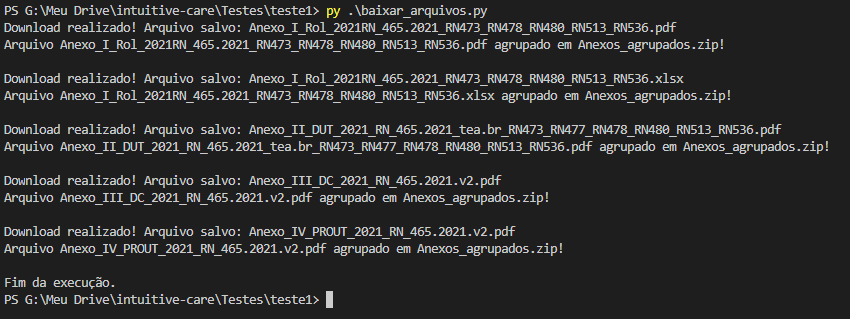 PS G:\Meu Drive\intuitive-care\Testes\teste1> py .\baixar_arquivos.py
Download realizado! Arquivo salvo: Anexo_I_Rol_2021RN_465.2021_RN473_RN478_RN480_RN513_RN536.pdf
Arquivo Anexo_I_Rol_2021RN_465.2021_RN473_RN478_RN480_RN513_RN536.pdf agrupado em Anexos_agrupados.zip!
Download realizado! Arquivo salvo: Anexo_I_Rol_2021RN_465.2021_RN473_RN478_RN480_RN513_RN536.xlsx
Arquivo Anexo_I_Rol_2021RN_465.2021_RN473_RN478_RN480_RN513_RN536.xlsx agrupado em Anexos_agrupados.zip!
Download realizado! Arquivo salvo: Anexo_II_DUT_2021_RN_465.2021_tea.br_RN473_RN477_RN478_RN480_RN513_RN536.pdf
Arquivo Anexo_II_DUT_2021_RN_465.2021_tea.br_RN473_RN477_RN478_RN480_RN513_RN536.pdf agrupado em Anexos_agrupados.zip!
Download realizado! Arquivo salvo: Anexo_III_DC_2021_RN_465.2021.v2.pdf
Arquivo Anexo_III_DC_2021_RN_465.2021.v2.pdf agrupado em Anexos_agrupados.zip!
Download realizado! Arquivo salvo: Anexo_IV_PROUT_2021_RN_465.2021.v2.pdf
Arquivo Anexo_IV_PROUT_2021_RN_465.2021.v2.pdf agrupado em Anexos_agrupados.zip!
Fim da execução.
PS G:\Meu Drive\intuitive-care\Testes\teste1>